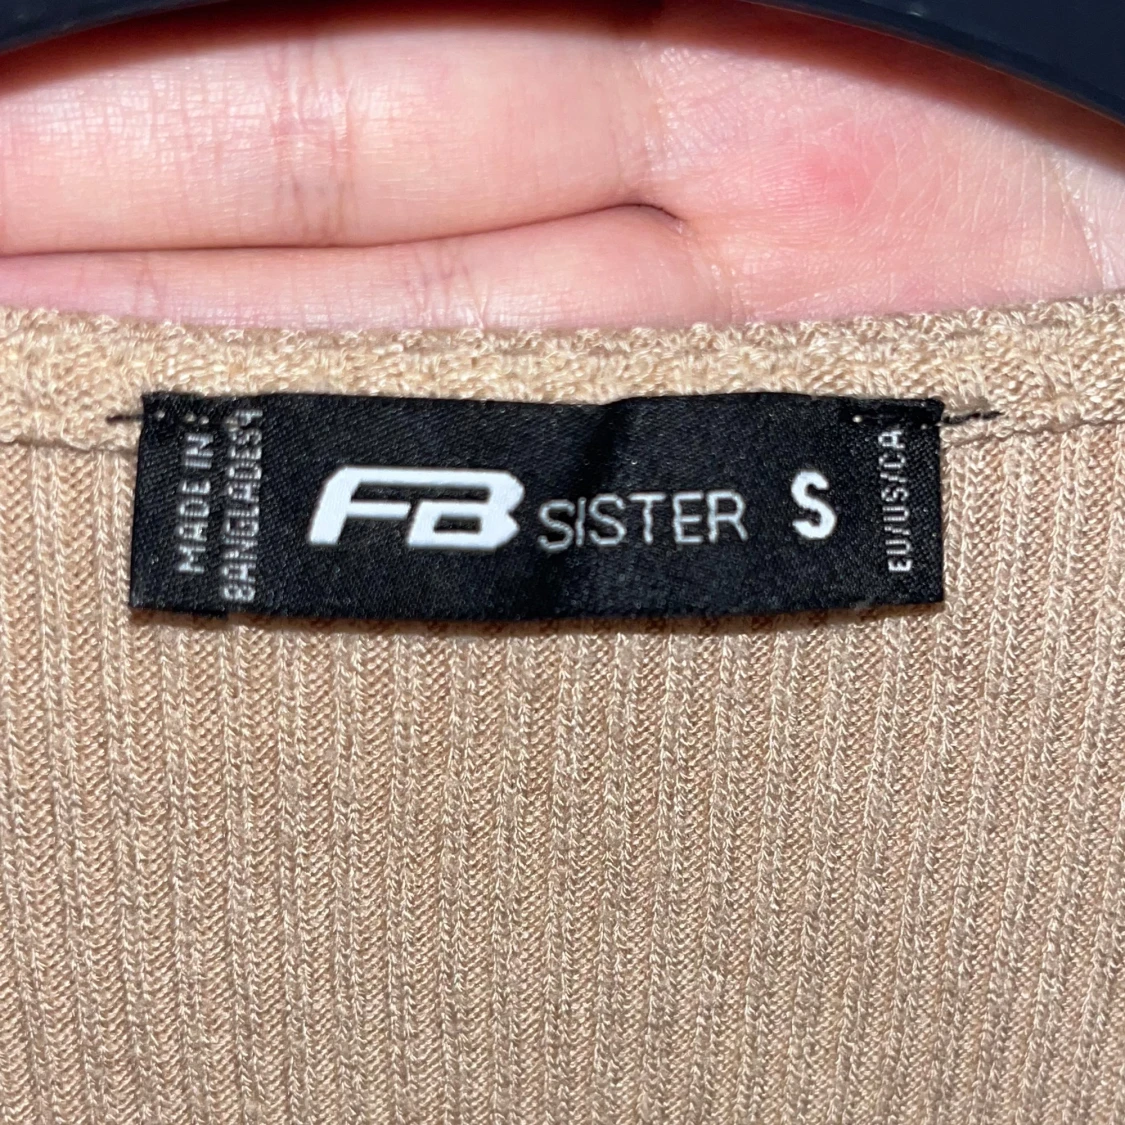 MADE IN
BANGLADESH
FB SISTER S
EU/US/CA